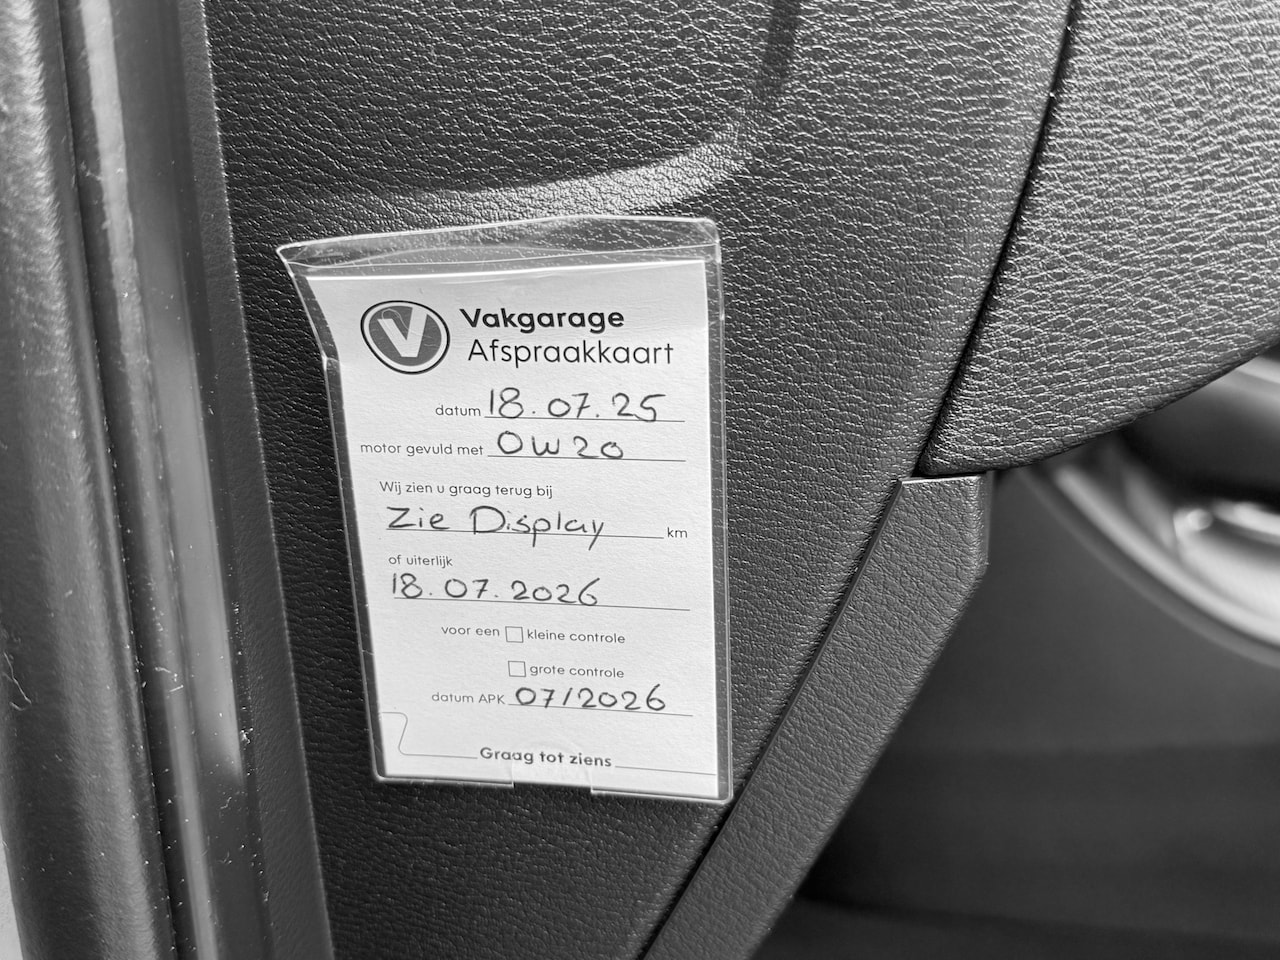 V Vakgarage
Afspraakkaart
datum 18.07.25
motor gevuld met 0W20
Wij zien u graag terug bij
Zie Display km
of uiterlijk
18.07.2026
voor een kleine controle
grote controle
datum APK 07/2026
Graag tot ziens